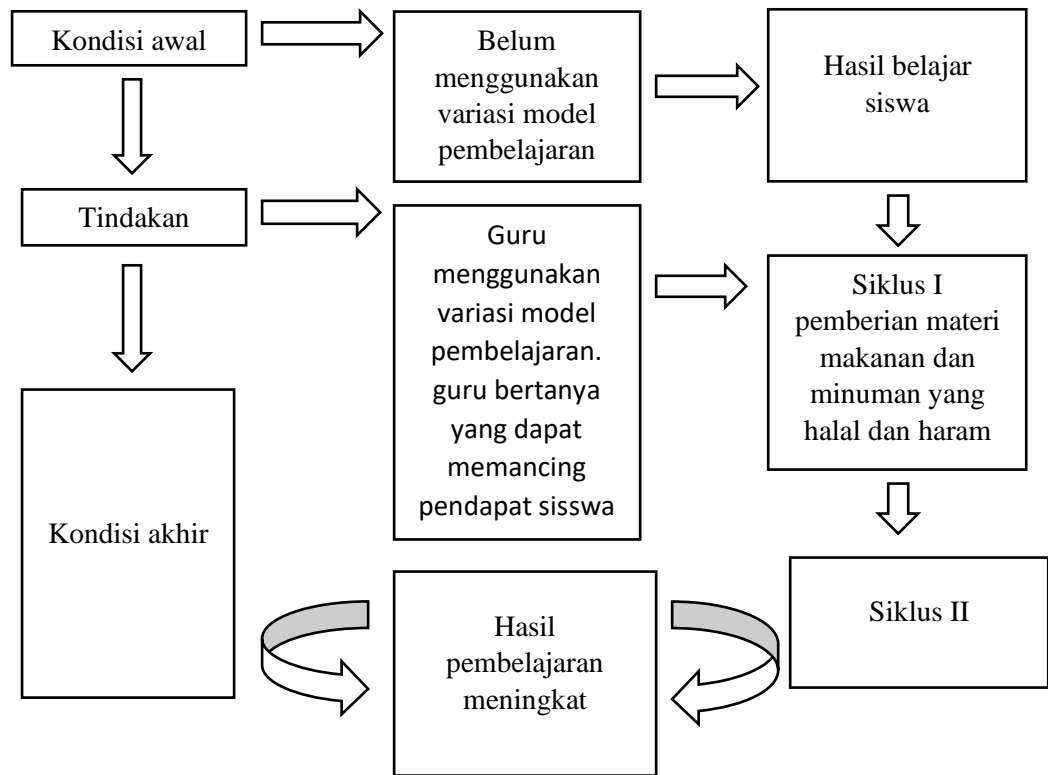 Kondisi awal
Belum
menggunakan
variasi model
pembelajaran
Hasil belajar
siswa
Tindakan
Guru
menggunakan
variasi model
pembelajaran.
guru bertanya
yang dapat
memancing
pendapat sisswa
Siklus I
pemberian materi
makanan dan
minuman yang
halal dan haram
Kondisi akhir
Hasil
pembelajaran
meningkat
Siklus II